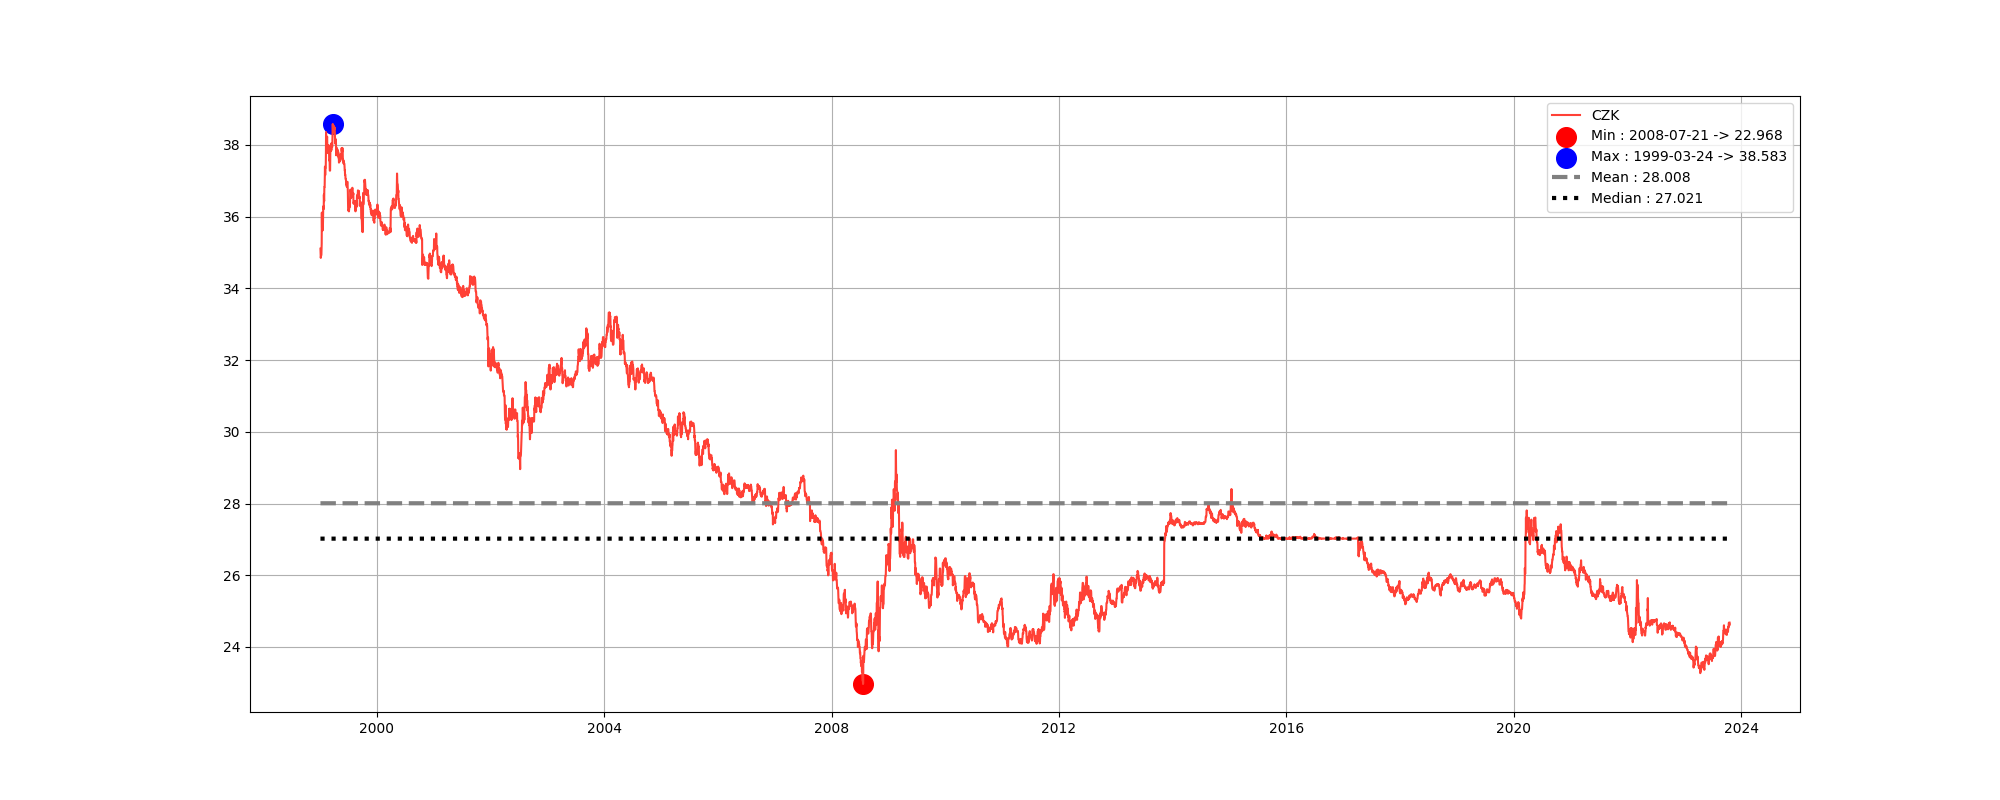 CZK
Min : 2008-07-21 -> 22.968
Max : 1999-03-24 -> 38.583
Mean : 28.008
Median : 27.021
38
36
34
32
30
28
26
24
2000 2004 2008 2012 2016 2020 2024